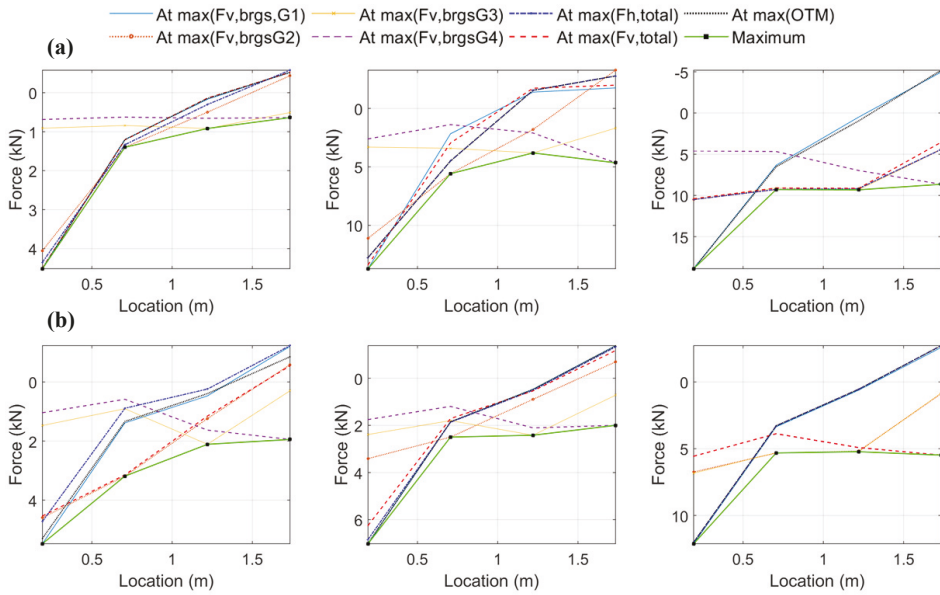 At max(Fv,brgs,G1) At max(Fv,brgsG3) At max(Fh,total) At max(OTM)
(a) At max(Fv,brgsG2) At max(Fv,brgsG4) At max(Fv,total) Maximum
Force (kN) 0 1 2 3 4
0.5 1 1.5
Location (m)
Force (kN) 0 5 10
0.5 1 1.5
Location (m)
Force (kN) -5 0 5 10 15
0.5 1 1.5
Location (m)
(b)
Force (kN) 0 2 4
0.5 1 1.5
Location (m)
Force (kN) 0 2 4 6
0.5 1 1.5
Location (m)
Force (kN) 0 5 10
0.5 1 1.5
Location (m)